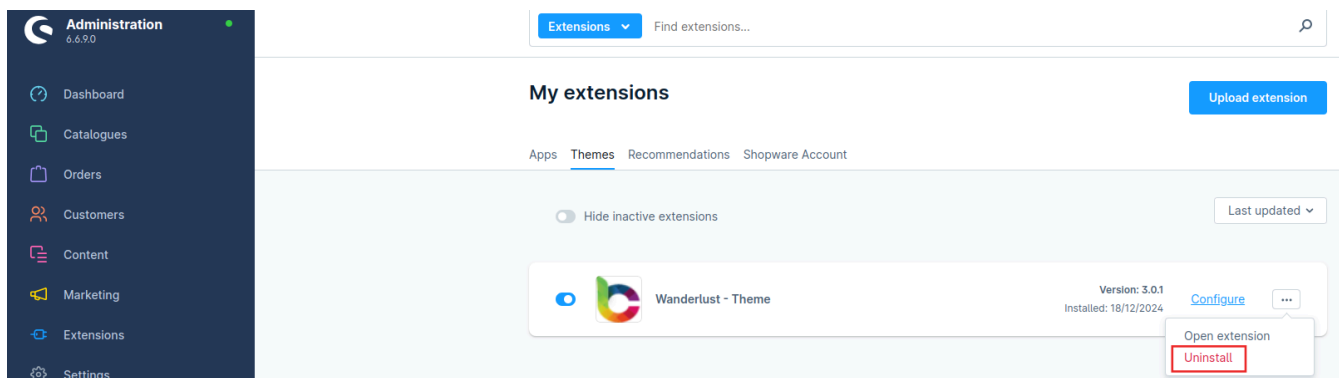 Administration
6.6.9.0
Extensions
Find extensions...
Dashboard
Catalogues
Orders
Customers
Content
Marketing
Extensions
Settings
My extensions
Upload extension
Apps Themes Recommendations Shopware Account
Hide inactive extensions
Last updated
Wanderlust - Theme
Version: 3.0.1
Installed: 18/12/2024
Configure
Open extension
Uninstall